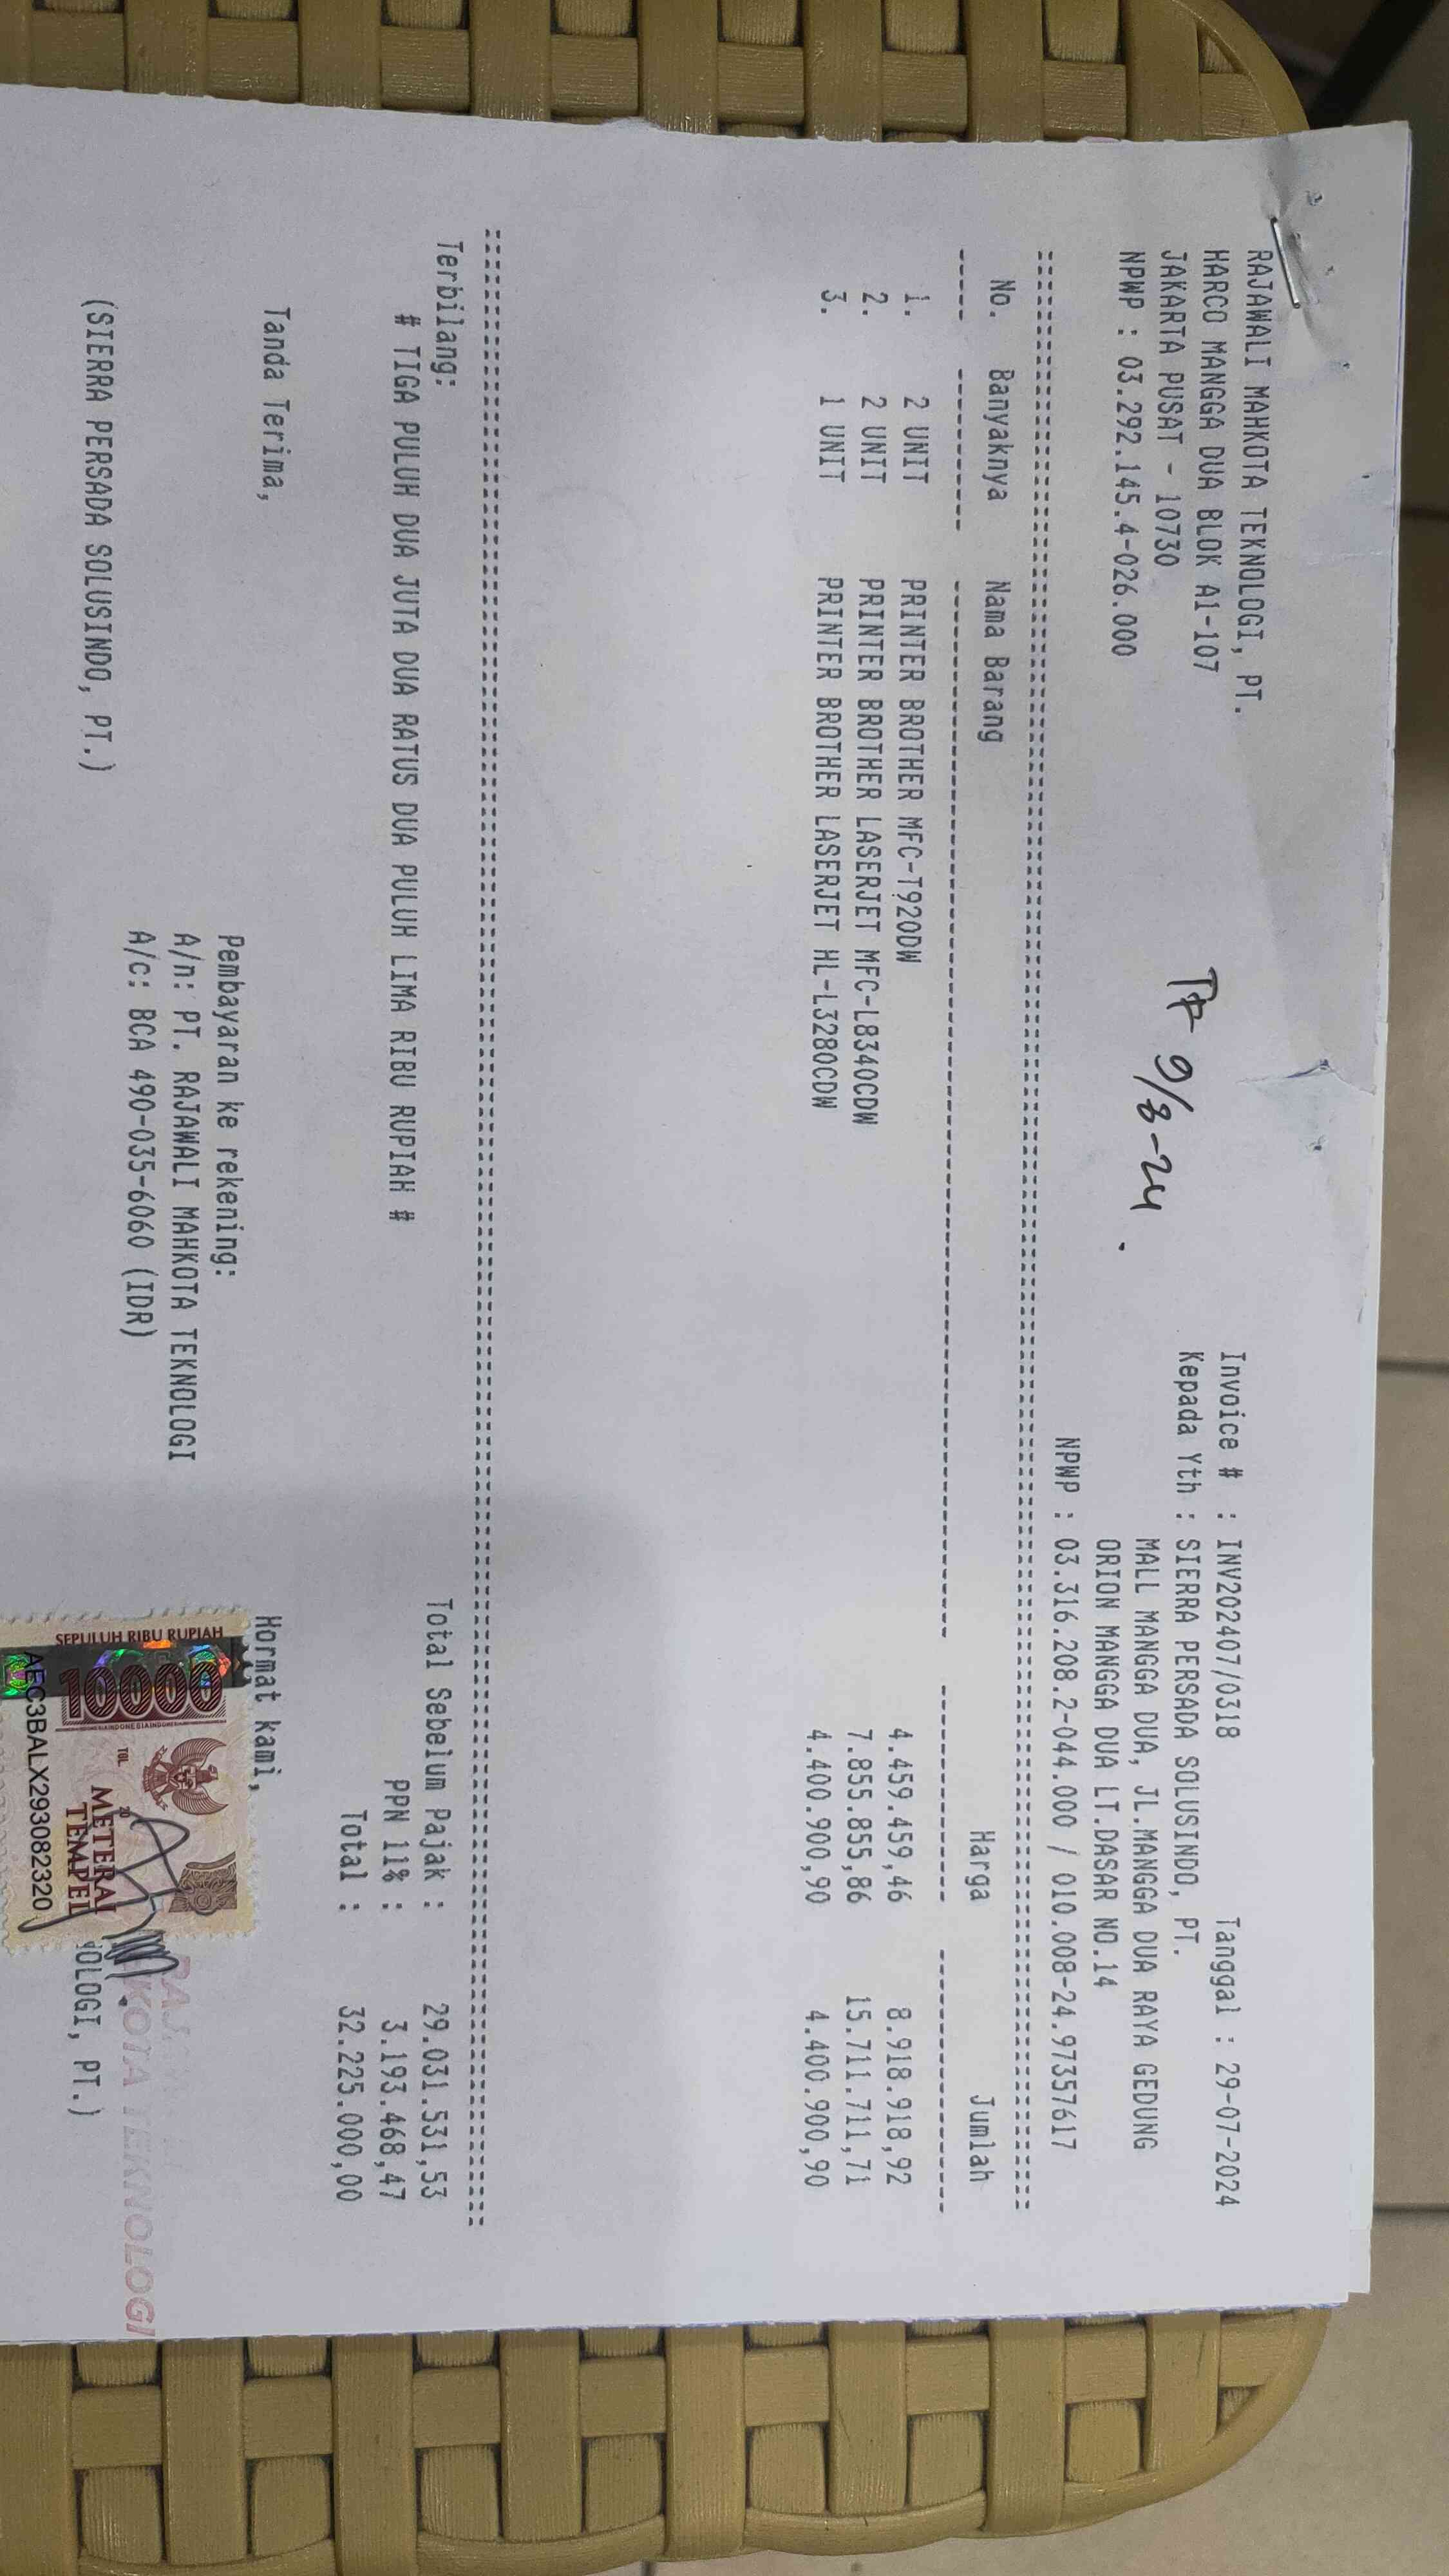 RAJAWALI MAHKOTA TEKNOLOGI, PT.
HARCO MANGGA DUA BLOK A1-107
JAKARTA PUSAT - 10730
NPWP : 03.292.145.4-026.000
9/8-24.
Invoice # : INV202407/0318 Tanggal : 29-07-2024
Kepada Yth : SIERRA PERSADA SOLUSINDO, PT.
MALL MANGGA DUA, JL.MANGGA DUA RAYA GEDUNG
ORION MANGGA DUA LT.DASAR NO.14
NPWP : 03.316.208.2-044.000 / 010.008-24.97357617
No. Banyaknya Nama Barang Harga Jumlah
1. 2 UNIT PRINTER BROTHER MFC-T920DW 4.459.459,46 8.918.918,92
2. 2 UNIT PRINTER BROTHER LASERJET MFC-L8340CDW 7.855.855,86 15.711.711,71
3. 1 UNIT PRINTER BROTHER LASERJET HL-L3280CDW 4.400.900,90 4.400.900,90
Terbilang:
# TIGA PULUH DUA JUTA DUA RATUS DUA PULUH LIMA RIBU RUPIAH #
Total Sebelum Pajak : 29.031.531,53
PPN 11% : 3.193.468,47
Total : 32.225.000,00
Tanda Terima,
(SIERRA PERSADA SOLUSINDO, PT.)
Pembayaran ke rekening:
A/n: PT. RAJAWALI MAHKOTA TEKNOLOGI
A/c: BCA 490-035-6060 (IDR)
Hormat kami,
SEPULUH RIBU RUPIAH
10000
TGL
20
METERAI
TEMPEL
AEC3BALX293082320
KOTA TEKNOLOGI
NOLOGI, PT.)